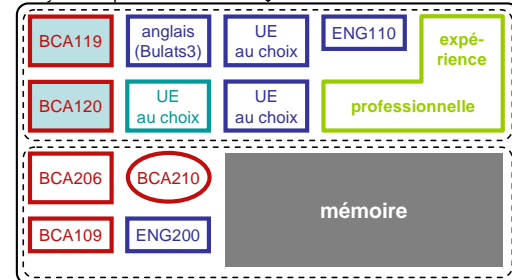 BCA119
anglais
(Bulats3)
UE
au choix
ENG110
expé-
rience
BCA120
UE
au choix
UE
au choix
professionnelle
BCA206
BCA210
mémoire
BCA109
ENG200